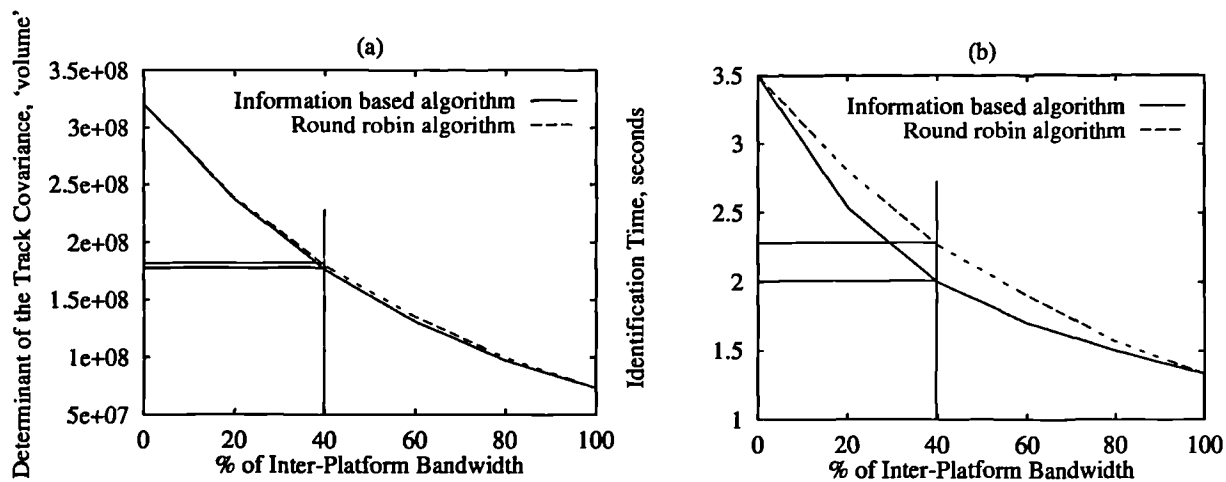 (a)
Determinant of the Track Covariance, ‘volume’
3.5e+08
3e+08
2.5e+08
2e+08
1.5e+08
1e+08
5e+07
Information based algorithm
Round robin algorithm
0 20 40 60 80 100
% of Inter-Platform Bandwidth
(b)
Identification Time, seconds
3.5
3
2.5
2
1.5
1
Information based algorithm
Round robin algorithm
0 20 40 60 80 100
% of Inter-Platform Bandwidth